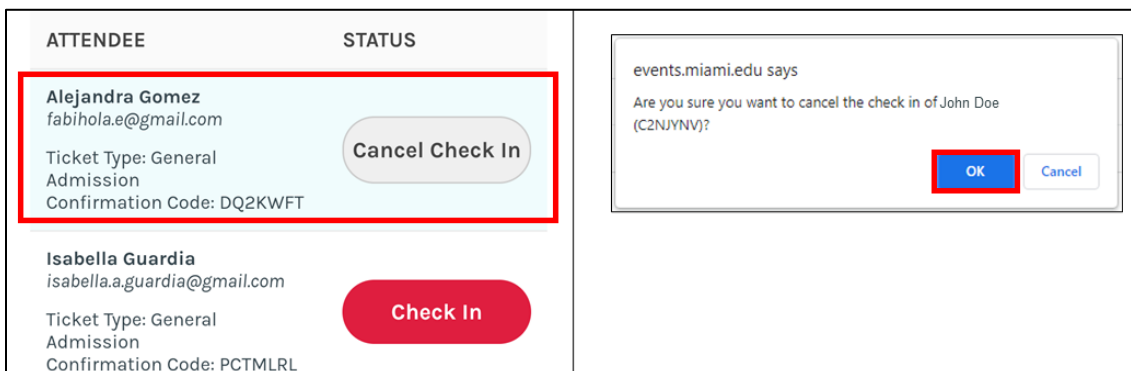 ATTENDEE STATUS
Alejandra Gomez
fabihola.e@gmail.com
Cancel Check In
Ticket Type: General
Admission
Confirmation Code: DQ2KWFT
Isabella Guardia
isabella.a.guardia@gmail.com
Check In
Ticket Type: General
Admission
Confirmation Code: PCTMLRL
events.miami.edu says
Are you sure you want to cancel the check in of John Doe
(C2NJYNV)?
OK Cancel